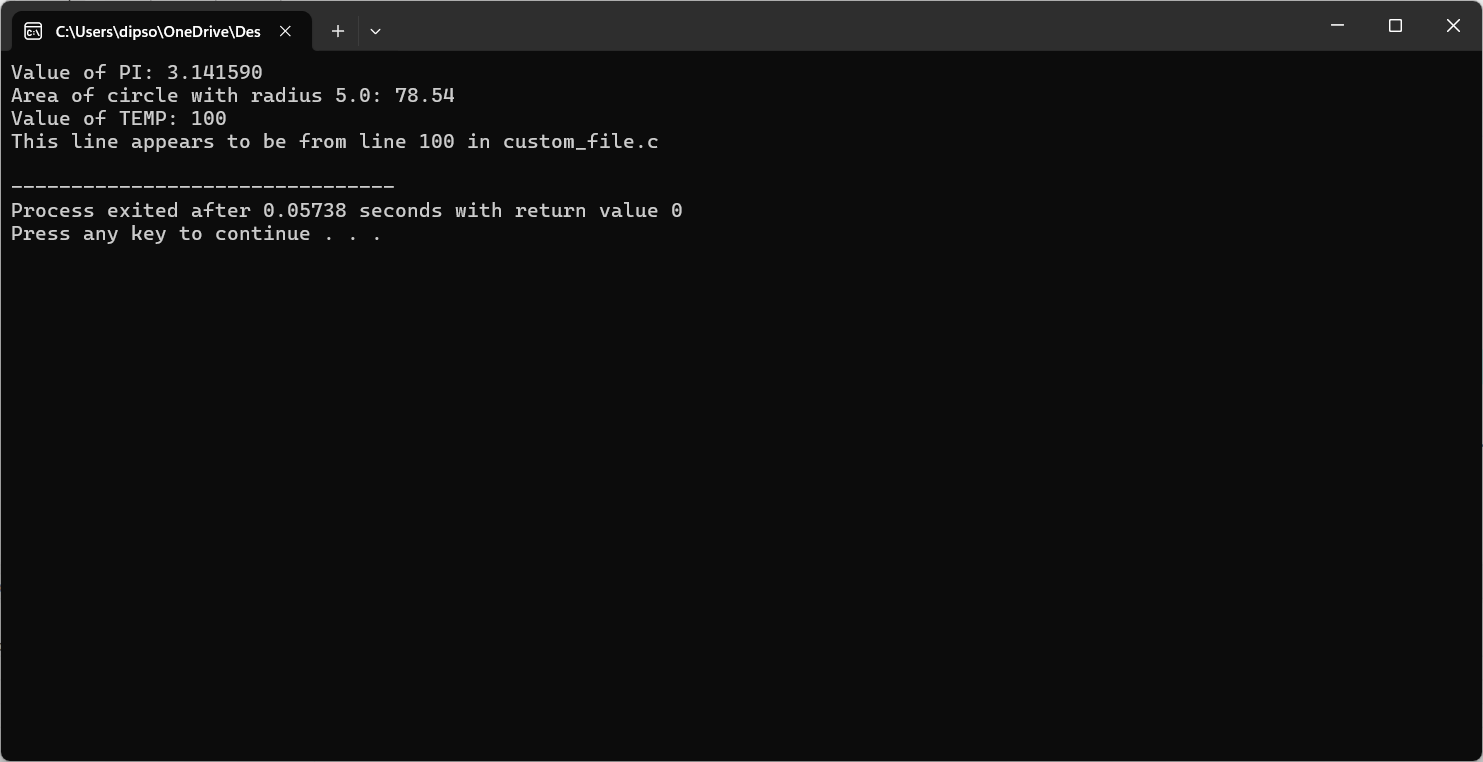 C:\Users\dipso\OneDrive\Des
Value of PI: 3.141590
Area of circle with radius 5.0: 78.54
Value of TEMP: 100
This line appears to be from line 100 in custom_file.c
--------------------------------
Process exited after 0.05738 seconds with return value 0
Press any key to continue . . .